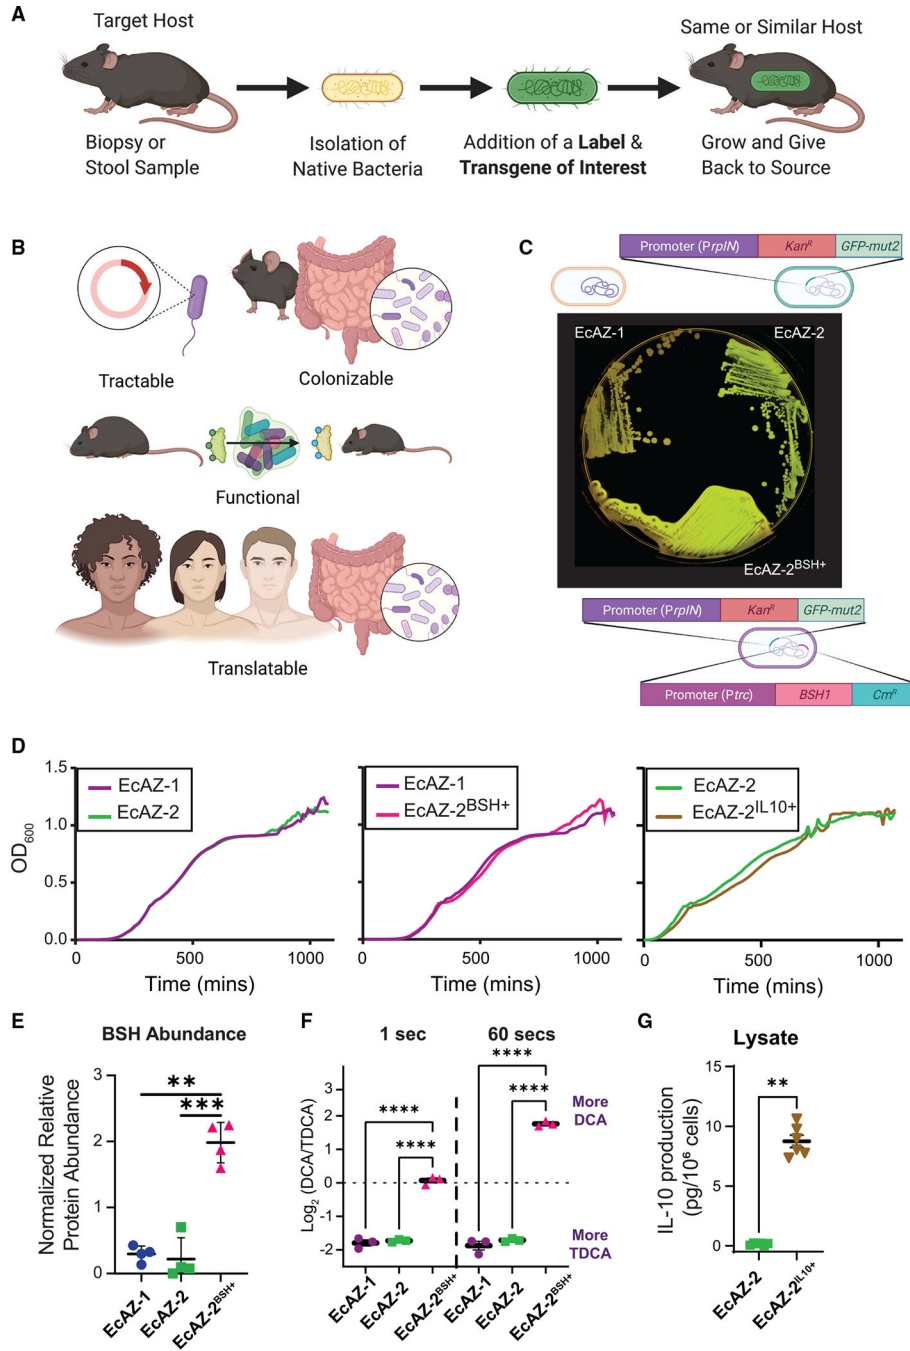 A
Target Host
Same or Similar Host
Biopsy or
Stool Sample
Isolation of
Native Bacteria
Addition of a Label &
Transgene of Interest
Grow and Give
Back to Source
B
Tractable
Colonizable
Functional
Translatable
C
Promoter (PrplN) KanR GFP-mut2
EcAZ-1
EcAZ-2
EcAZ-2BSH+
Promoter (PrplN) KanR GFP-mut2
Promoter (Ptrc) BSH1 CmR
D
OD600
1.5
1.0
0.5
0.0
EcAZ-1
EcAZ-2
0 500 1000
Time (mins)
EcAZ-1
EcAZ-2BSH+
0 500 1000
Time (mins)
EcAZ-2
EcAZ-2IL10+
0 500 1000
Time (mins)
E
BSH Abundance
Normalized Relative
Protein Abundance
3
2
1
0
**
***
EcAZ-1
EcAZ-2
EcAZ-2BSH+
F
1 sec
60 secs
Log2 (DCA/TDCA)
3
2
1
0
-1
-2
****
****
****
****
More
DCA
More
TDCA
EcAZ-1
EcAZ-2
EcAZ-2BSH+
EcAZ-1
EcAZ-2
EcAZ-2BSH+
G
Lysate
IL-10 production
(pg/10⁶ cells)
15
10
5
0
**
EcAZ-2
EcAZ-2IL10+